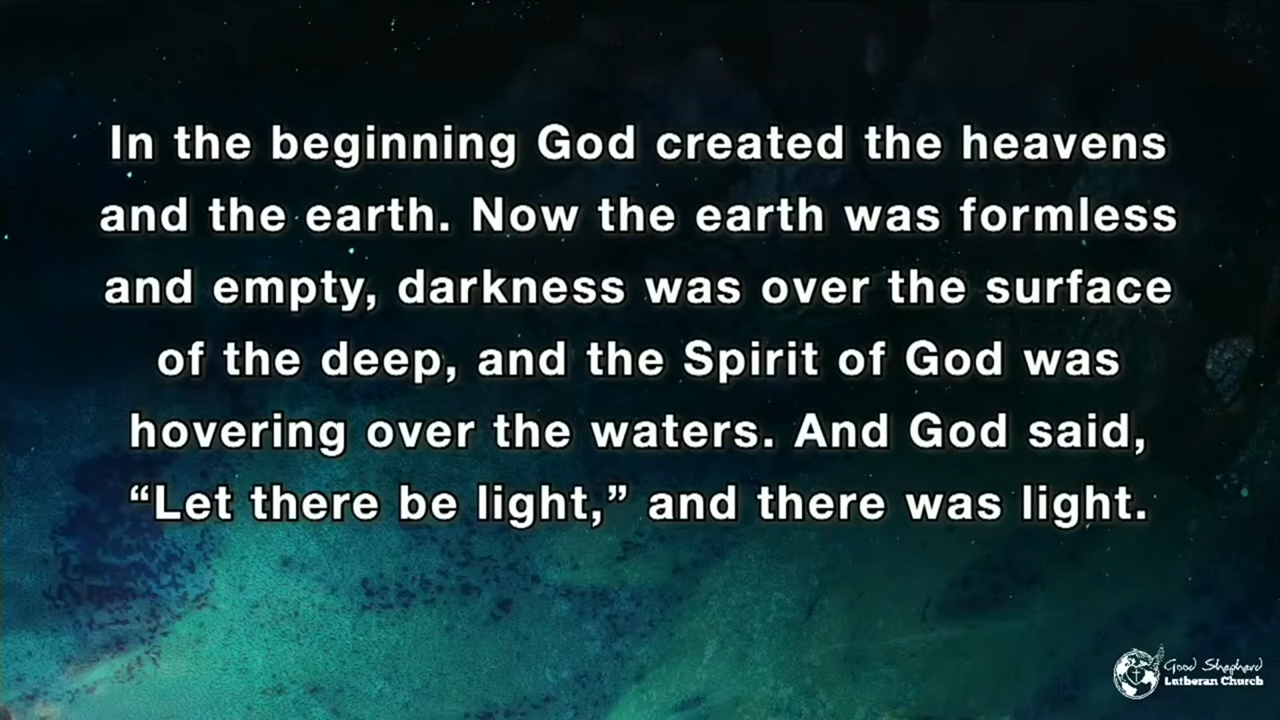 In the beginning God created the heavens
and the earth. Now the earth was formless
and empty, darkness was over the surface
of the deep, and the Spirit of God was
hovering over the waters. And God said,
“Let there be light,” and there was light.
Good Shepherd
Lutheran Church